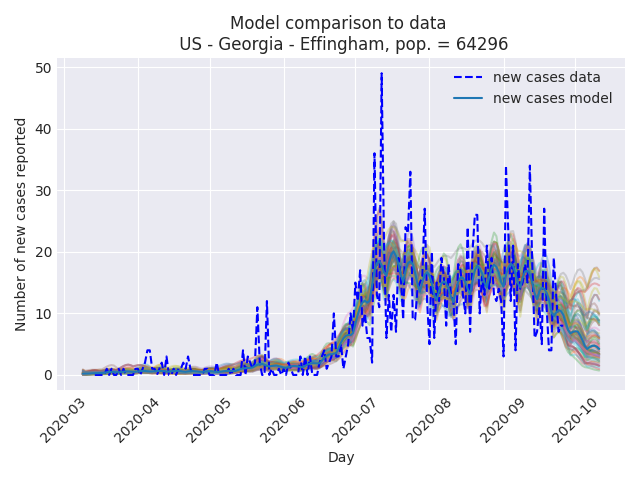 Model comparison to data
US - Georgia - Effingham, pop. = 64296
new cases data
new cases model
Number of new cases reported
50
40
30
20
10
0
2020-03
2020-04
2020-05
2020-06
2020-07
2020-08
2020-09
2020-10
Day